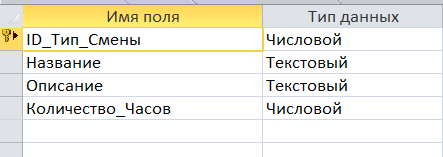 Имя поля Тип данных
ID_Тип_Смены Числовой
Название Текстовый
Описание Текстовый
Количество_Часов Числовой